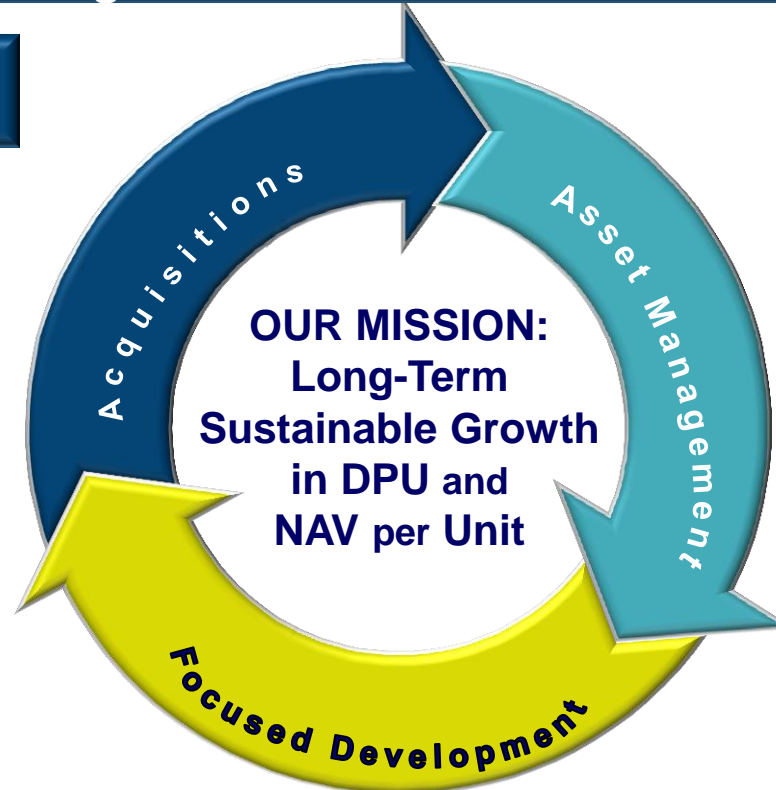 Acquisitions
Asset Management
OUR MISSION:
Long-Term
Sustainable Growth
in DPU and
NAV per Unit
Focused Development